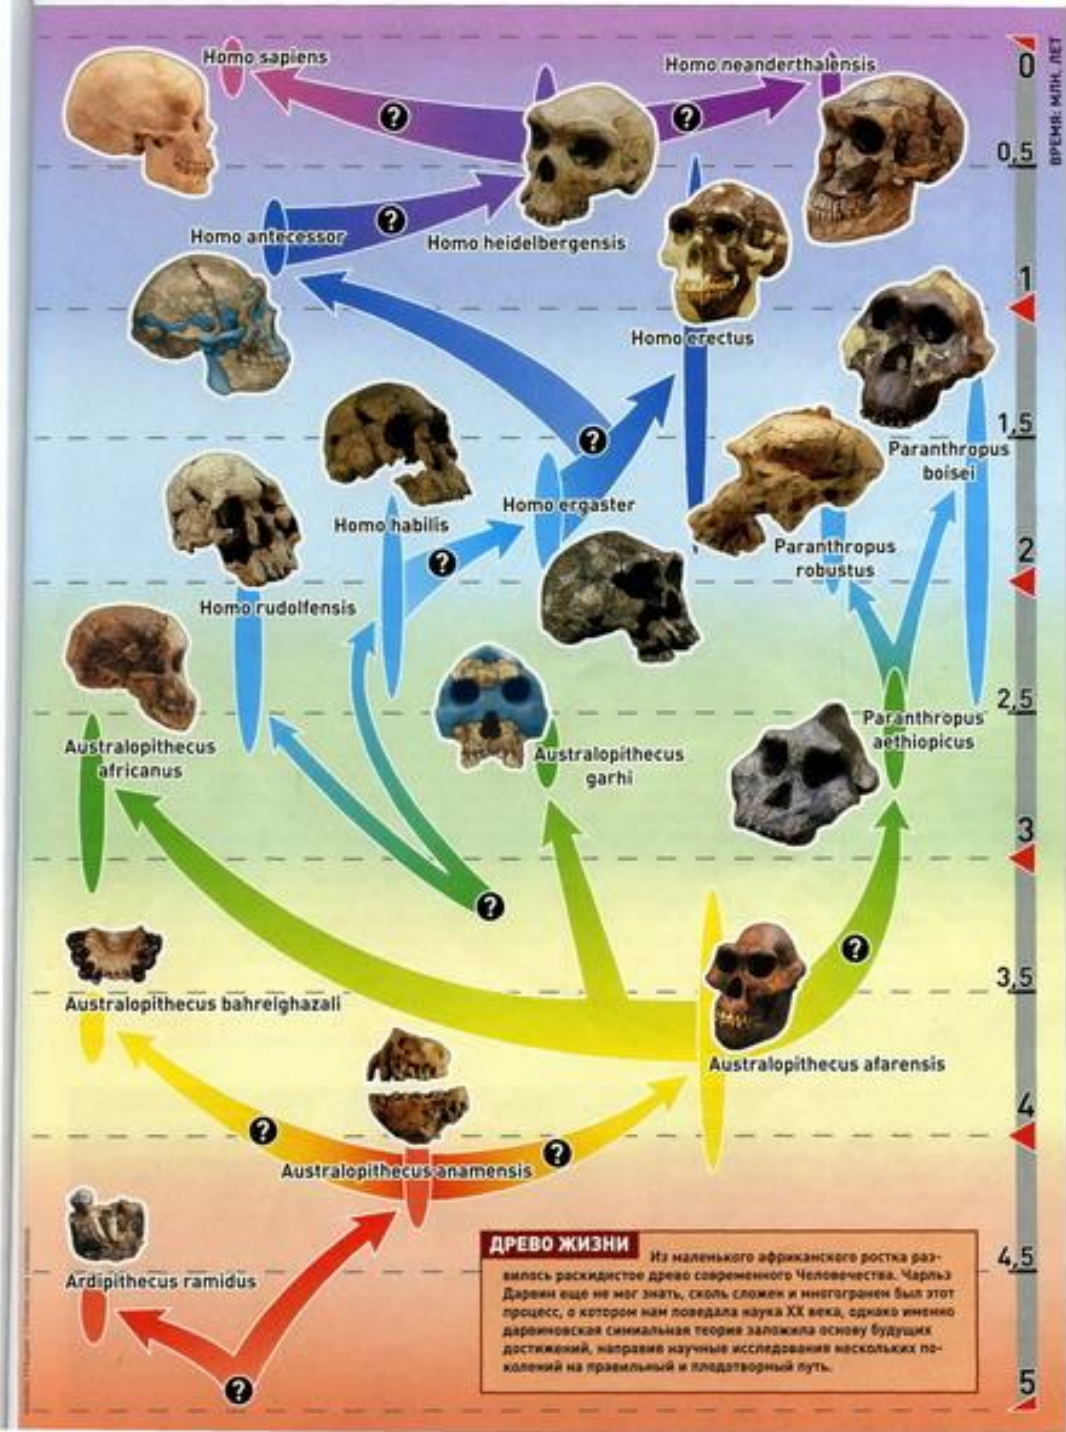 Homo sapiens
Homo neanderthalensis
0
ВРЕМЯ: МЛН. ЛЕТ
?
?
0,5
Homo antecessor
?
Homo heidelbergensis
1
Homo erectus
?
1,5
Paranthropus
boisei
Homo habilis
Homo ergaster
?
Paranthropus
robustus
2
Homo rudolfensis
2,5
Australopithecus
africanus
Australopithecus
garhi
Paranthropus
aethiopicus
3
?
?
3,5
Australopithecus bahrelghazali
Australopithecus afarensis
4
?
?
Australopithecus anamensis
Ardipithecus ramidus
4,5
ДРЕВО ЖИЗНИ
Из маленького африканского ростка раз-
вилось раскидистое древо современного Человечества. Чарльз
Дарвин еще не мог знать, сколь сложен и многогранен был этот
процесс, о котором нам поведала наука XX века, однако именно
дарвиновская симиальная теория заложила основу будущих
достижений, направив научные исследования нескольких по-
колений на правильный и плодотворный путь.
?
5